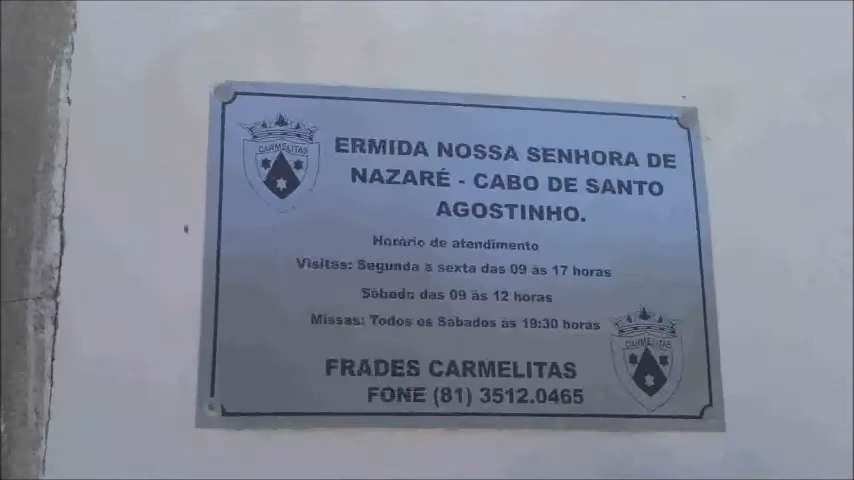 CARMELITAS
ERMIDA NOSSA SENHORA DE
NAZARÉ - CABO DE SANTO
AGOSTINHO.
Horário de atendimento
Visitas: Segunda a sexta das 09 às 17 horas
Sábado das 09 às 12 horas
Missas: Todos os Sábados às 19:30 horas
CARMELITAS
FRADES CARMELITAS
FONE (81) 3512.0465